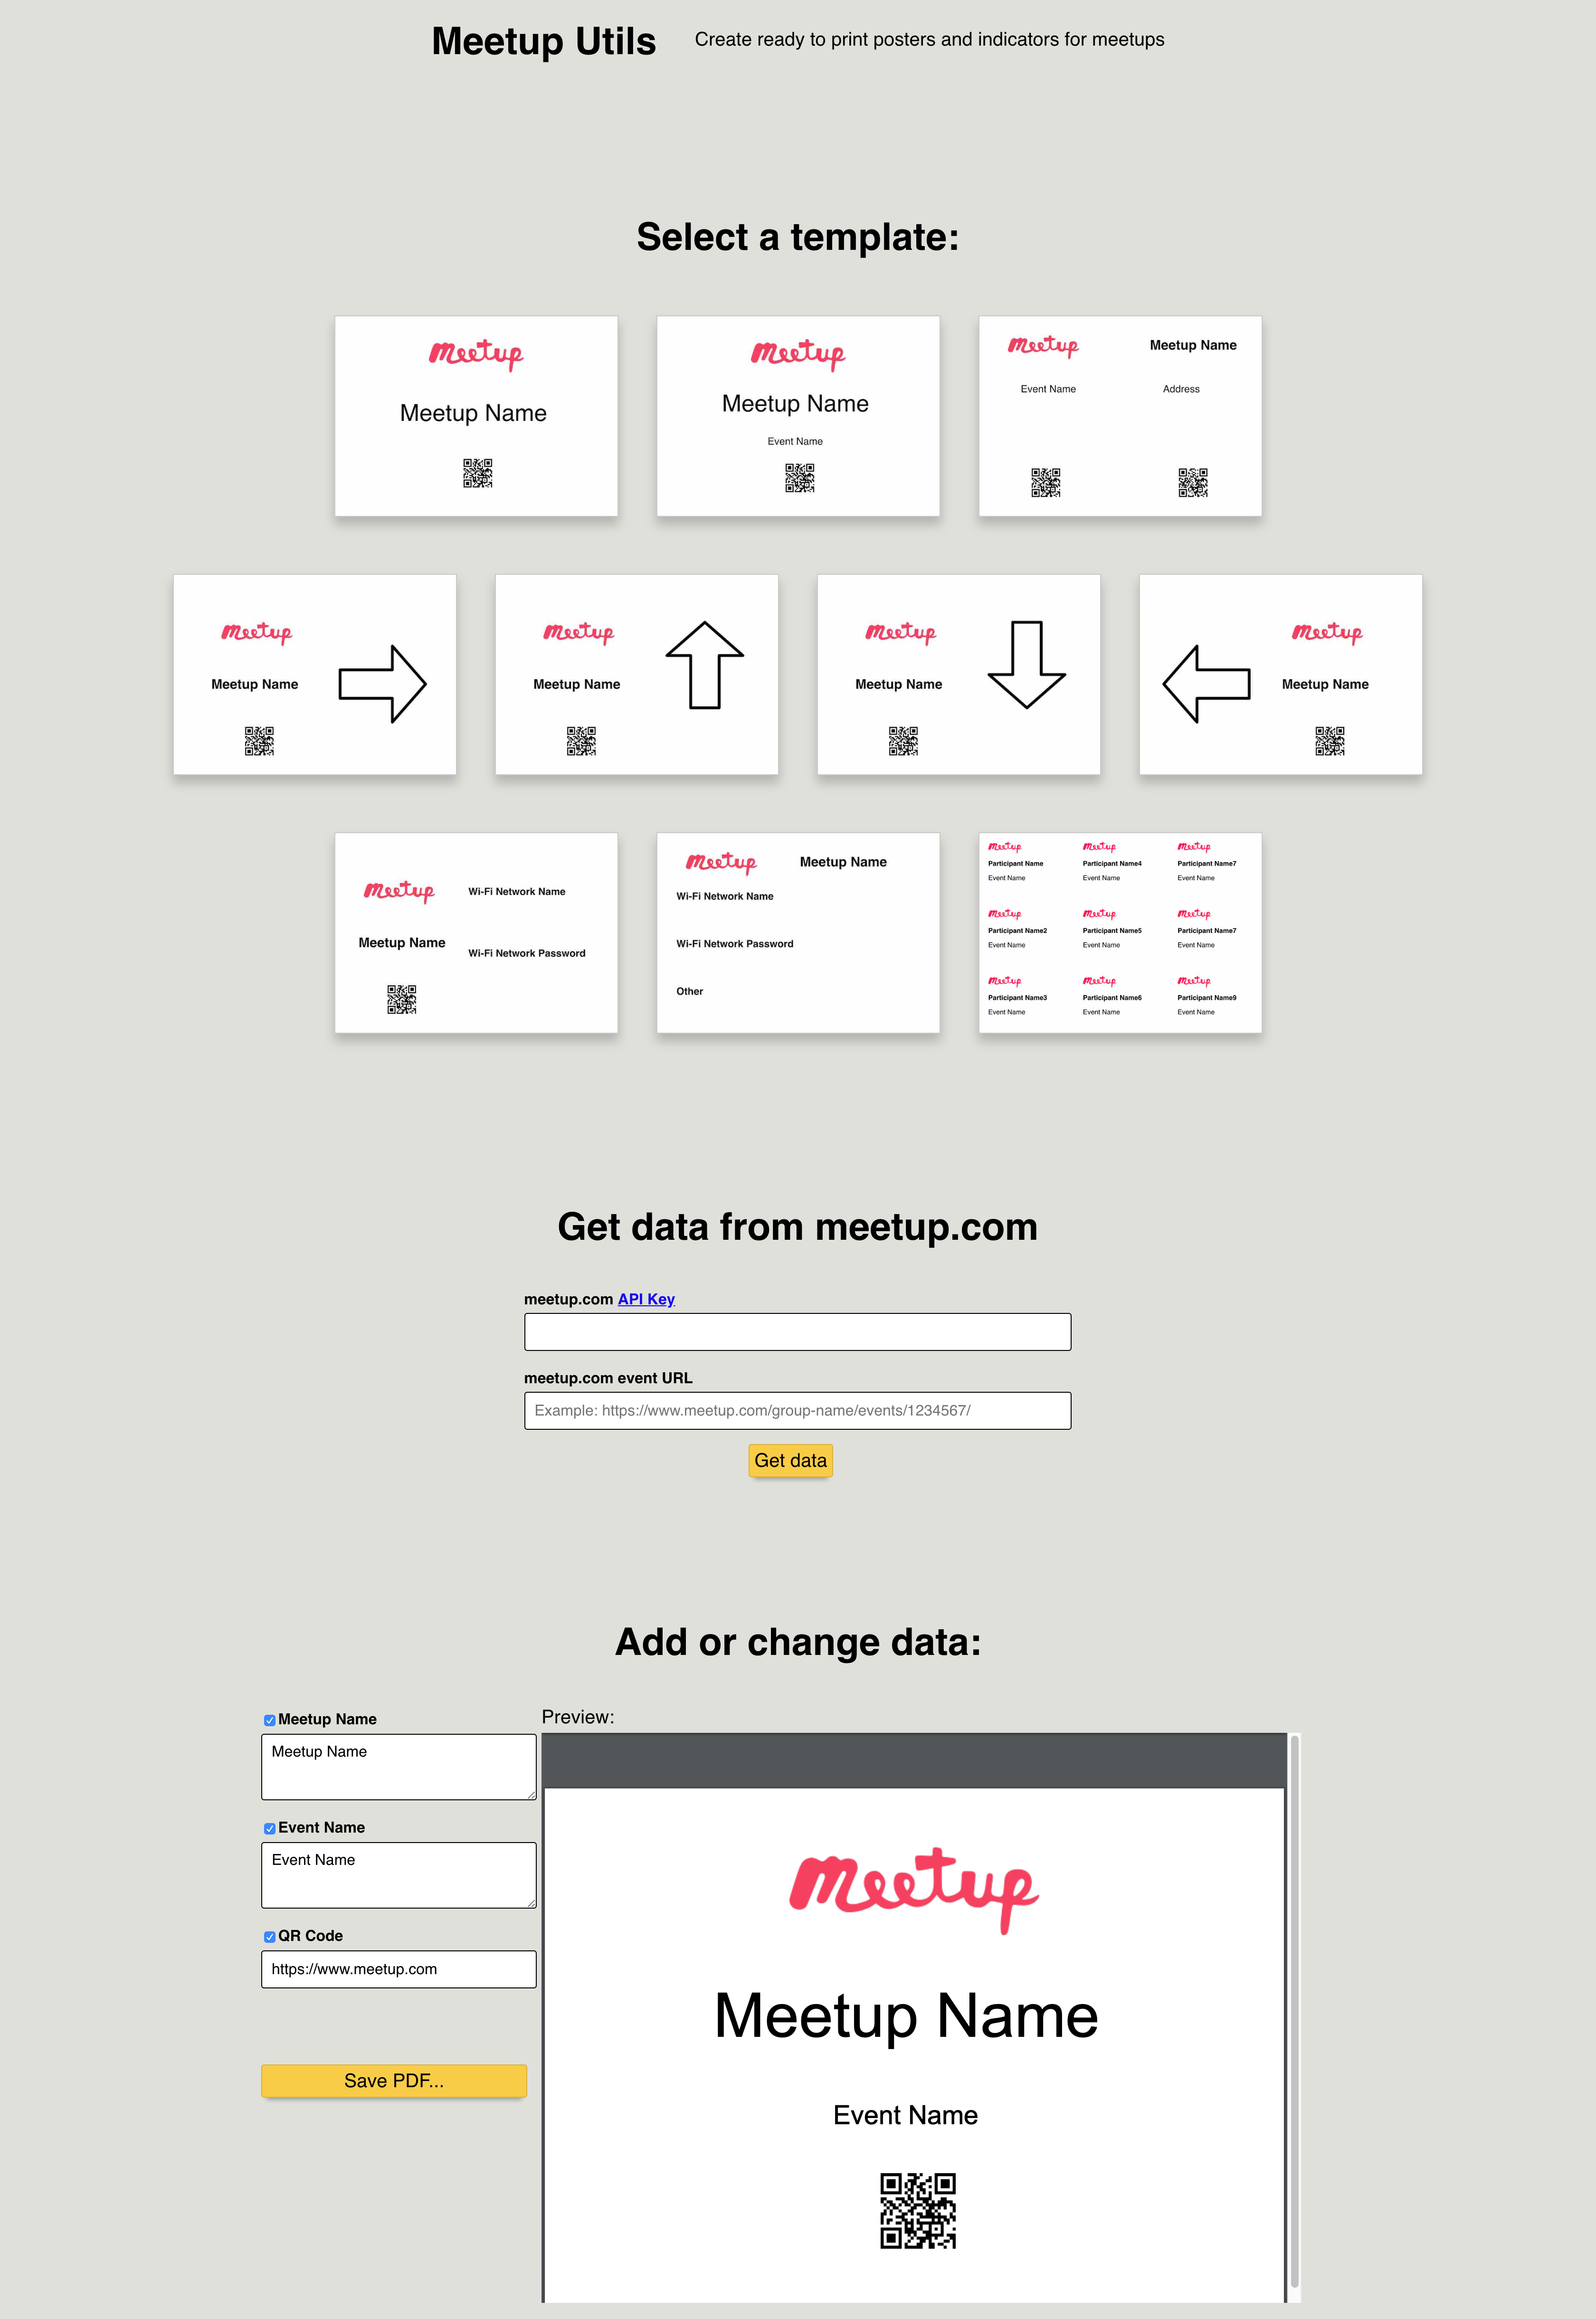 Meetup Utils
Create ready to print posters and indicators for meetups
Select a template:
meetup
Meetup Name
meetup
Meetup Name
Event Name
meetup
Meetup Name
Event Name
Address
meetup
Meetup Name
meetup
Meetup Name
meetup
Meetup Name
meetup
Meetup Name
meetup
Wi-Fi Network Name
Meetup Name
Wi-Fi Network Password
meetup
Meetup Name
Wi-Fi Network Name
Wi-Fi Network Password
Other
meetup
meetup
meetup
Participant Name
Participant Name4
Participant Name7
Event Name
Event Name
Event Name
meetup
meetup
meetup
Participant Name2
Participant Name5
Participant Name7
Event Name
Event Name
Event Name
meetup
meetup
meetup
Participant Name3
Participant Name6
Participant Name9
Event Name
Event Name
Event Name
Get data from meetup.com
meetup.com API Key
meetup.com event URL
Example: https://www.meetup.com/group-name/events/1234567/
Get data
Add or change data:
Meetup Name
Meetup Name
Event Name
Event Name
QR Code
https://www.meetup.com
Save PDF...
Preview:
meetup
Meetup Name
Event Name